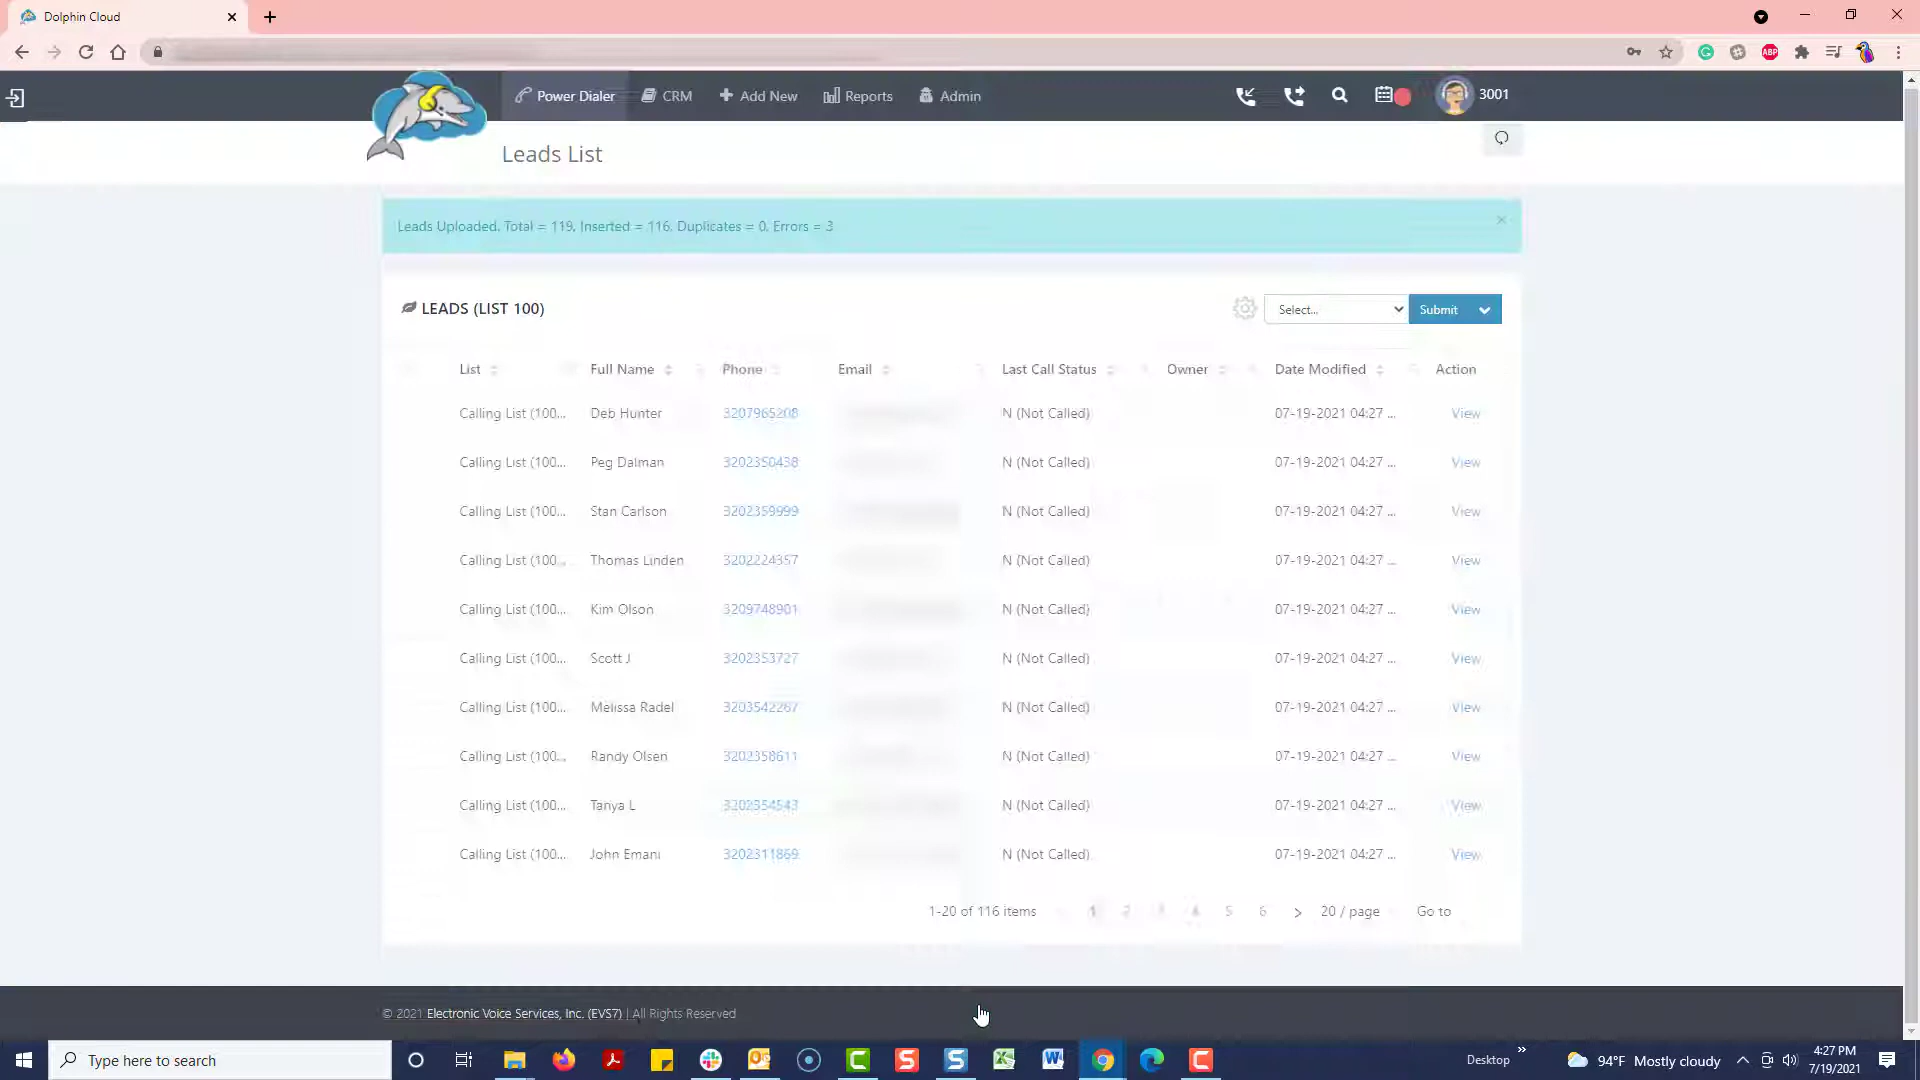 Dolphin Cloud
Power Dialer CRM Add New Reports Admin 3001
Leads List
Leads Uploaded. Total = 119, Inserted = 116, Duplicates = 0, Errors = 3
LEADS (LIST 100) Select... Submit
List Full Name Phone Email Last Call Status Owner Date Modified Action
Calling List (100... Deb Hunter 3207965208 N (Not Called) 07-19-2021 04:27 ... View
Calling List (100... Peg Dalman 3202350438 N (Not Called) 07-19-2021 04:27 ... View
Calling List (100... Stan Carlson 3202359999 N (Not Called) 07-19-2021 04:27 ... View
Calling List (100... Thomas Linden 3202224357 N (Not Called) 07-19-2021 04:27 ... View
Calling List (100... Kim Olson 3209748901 N (Not Called) 07-19-2021 04:27 ... View
Calling List (100... Scott J 3202353727 N (Not Called) 07-19-2021 04:27 ... View
Calling List (100... Melissa Radel 3203542267 N (Not Called) 07-19-2021 04:27 ... View
Calling List (100... Randy Olsen 3202358611 N (Not Called) 07-19-2021 04:27 ... View
Calling List (100... Tanya L 3202354543 N (Not Called) 07-19-2021 04:27 ... View
Calling List (100... John Emani 3202311869 N (Not Called) 07-19-2021 04:27 ... View
1-20 of 116 items 1 2 3 4 5 6 > 20 / page Go to
© 2021 Electronic Voice Services, Inc. (EVS7) | All Rights Reserved
Type here to search Desktop 94°F Mostly cloudy 4:27 PM
7/19/2021